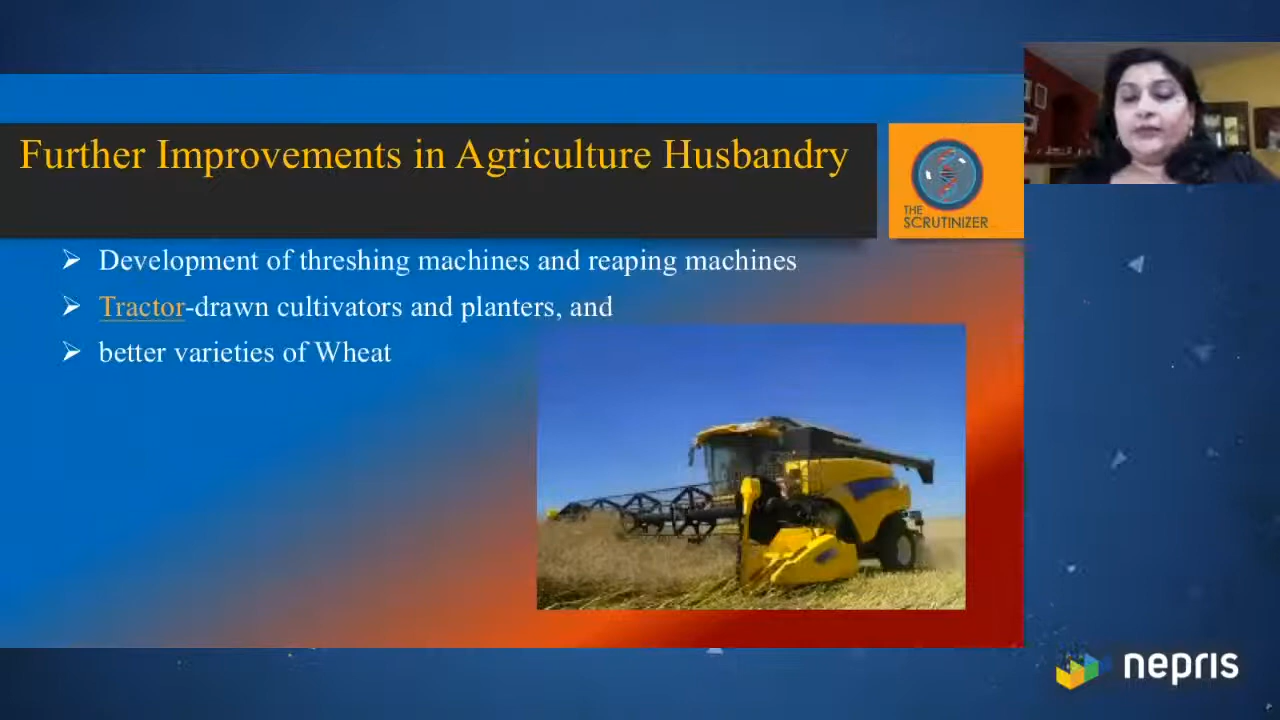 Further Improvements in Agriculture Husbandry
THE
SCRUTINIZER
Development of threshing machines and reaping machines
Tractor-drawn cultivators and planters, and
better varieties of Wheat
nepris